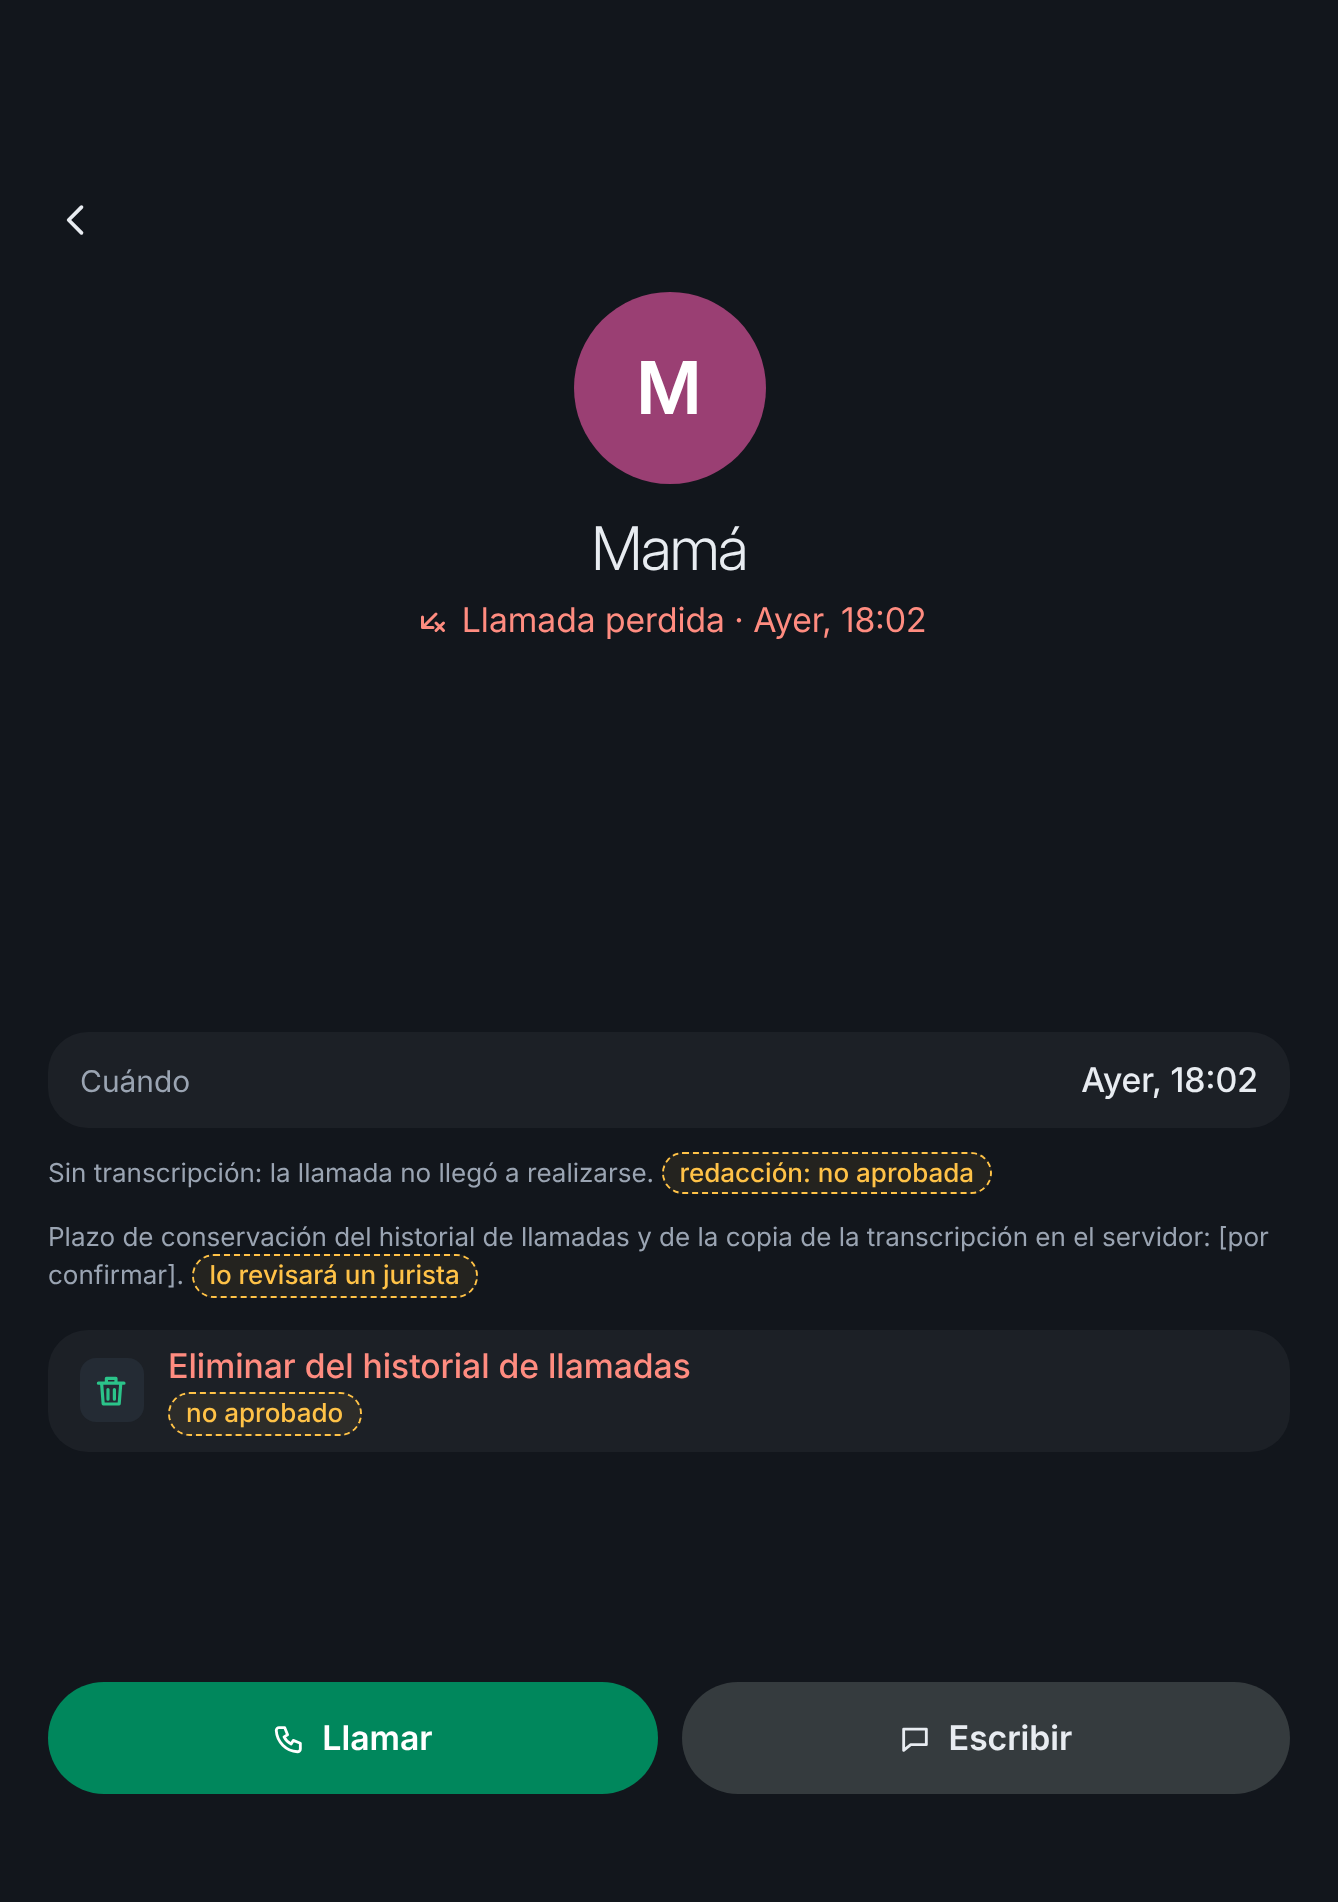 M
Mamá
Llamada perdida · Ayer, 18:02
Cuándo
Ayer, 18:02
Sin transcripción: la llamada no llegó a realizarse. redacción: no aprobada
Plazo de conservación del historial de llamadas y de la copia de la transcripción en el servidor: [por
confirmar]. lo revisará un jurista
Eliminar del historial de llamadas
no aprobado
Llamar
Escribir